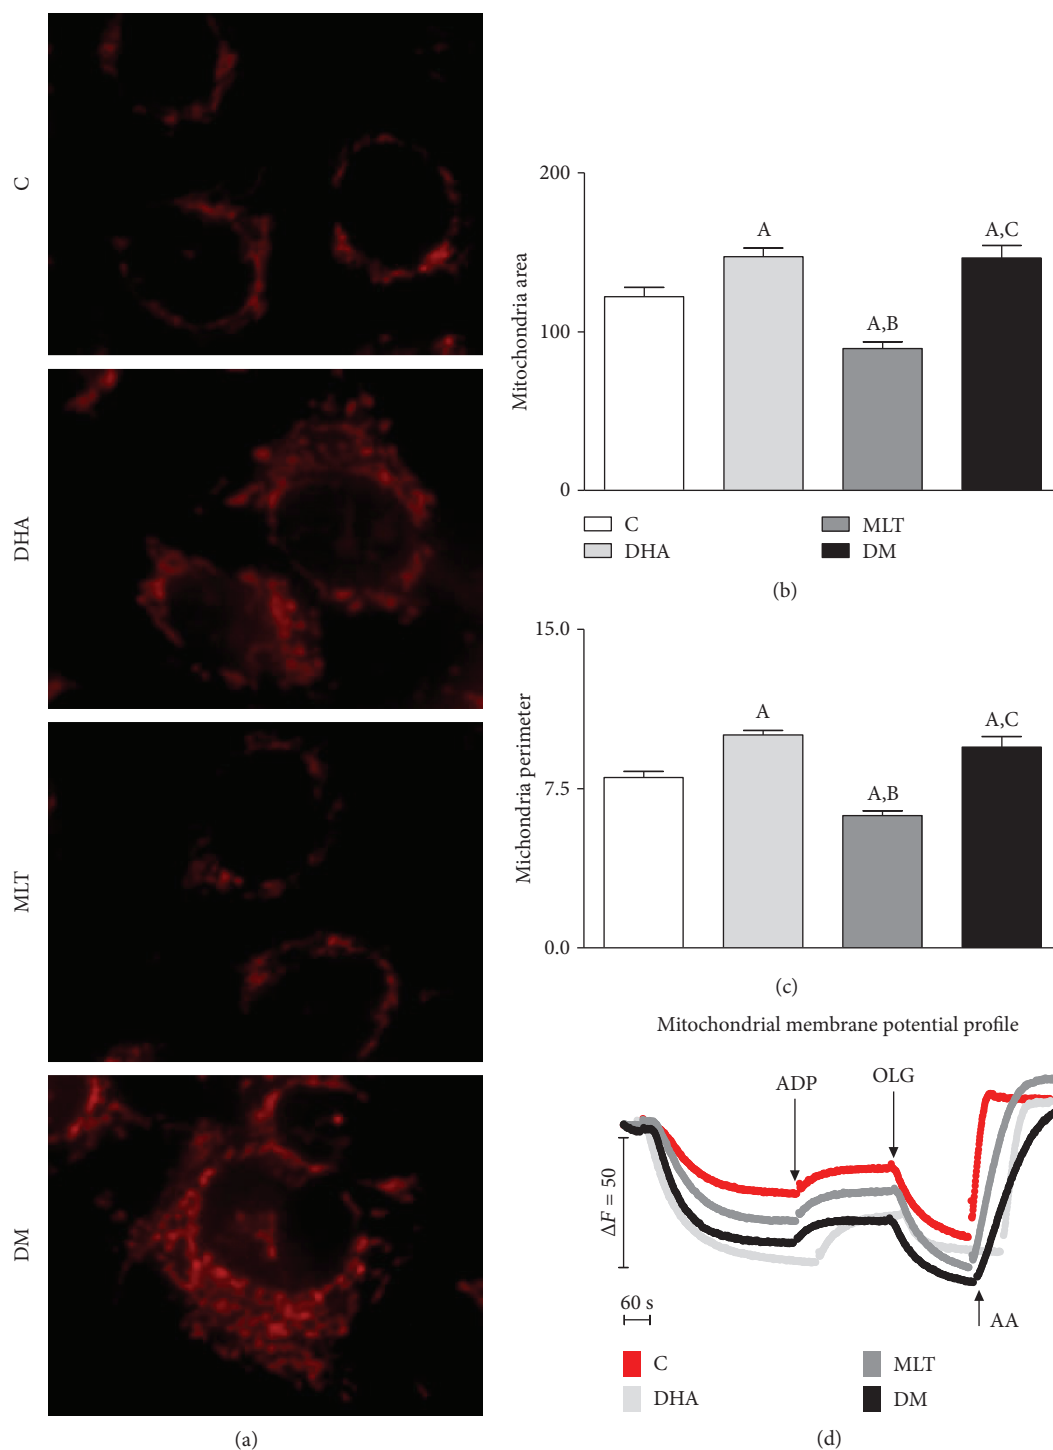 C
DHA
MLT
DM
(a)
200
100
0
Mitochondria area
A
A,B
A,C
C
DHA
MLT
DM
(b)
15.0
7.5
0.0
Michondria perimeter
A
A,B
A,C
(c)
Mitochondrial membrane potential profile
ADP
OLG
ΔF = 50
60 s
AA
C
DHA
MLT
DM
(d)